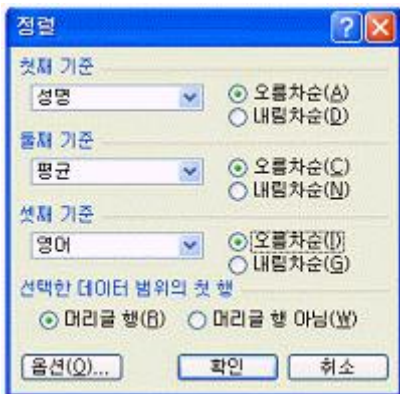 정렬
첫째 기준
성명
오름차순(A)
내림차순(D)
둘째 기준
평균
오름차순(C)
내림차순(N)
셋째 기준
영어
오름차순(I)
내림차순(G)
선택한 데이터 범위의 첫 행
머리글 행(R) 머리글 행 아님(W)
옵션(O)... 확인 취소